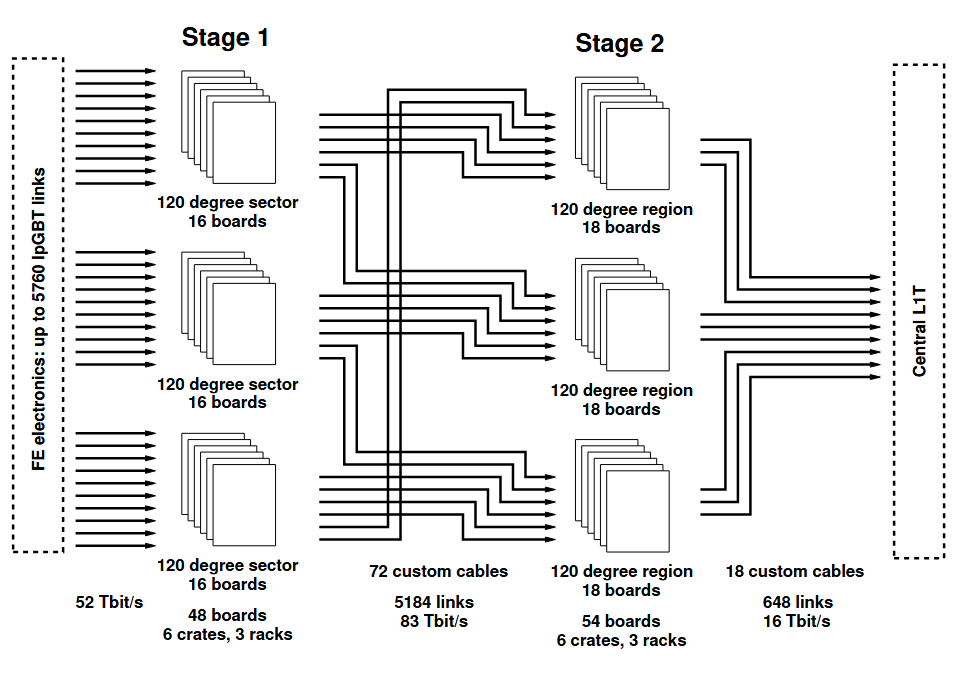 Stage 1
Stage 2
FE electronics: up to 5760 lpGBT links
120 degree sector
16 boards
120 degree region
18 boards
120 degree sector
16 boards
120 degree region
18 boards
Central L1T
120 degree sector
16 boards
120 degree region
18 boards
52 Tbit/s
48 boards
6 crates, 3 racks
72 custom cables
5184 links
83 Tbit/s
54 boards
6 crates, 3 racks
18 custom cables
648 links
16 Tbit/s